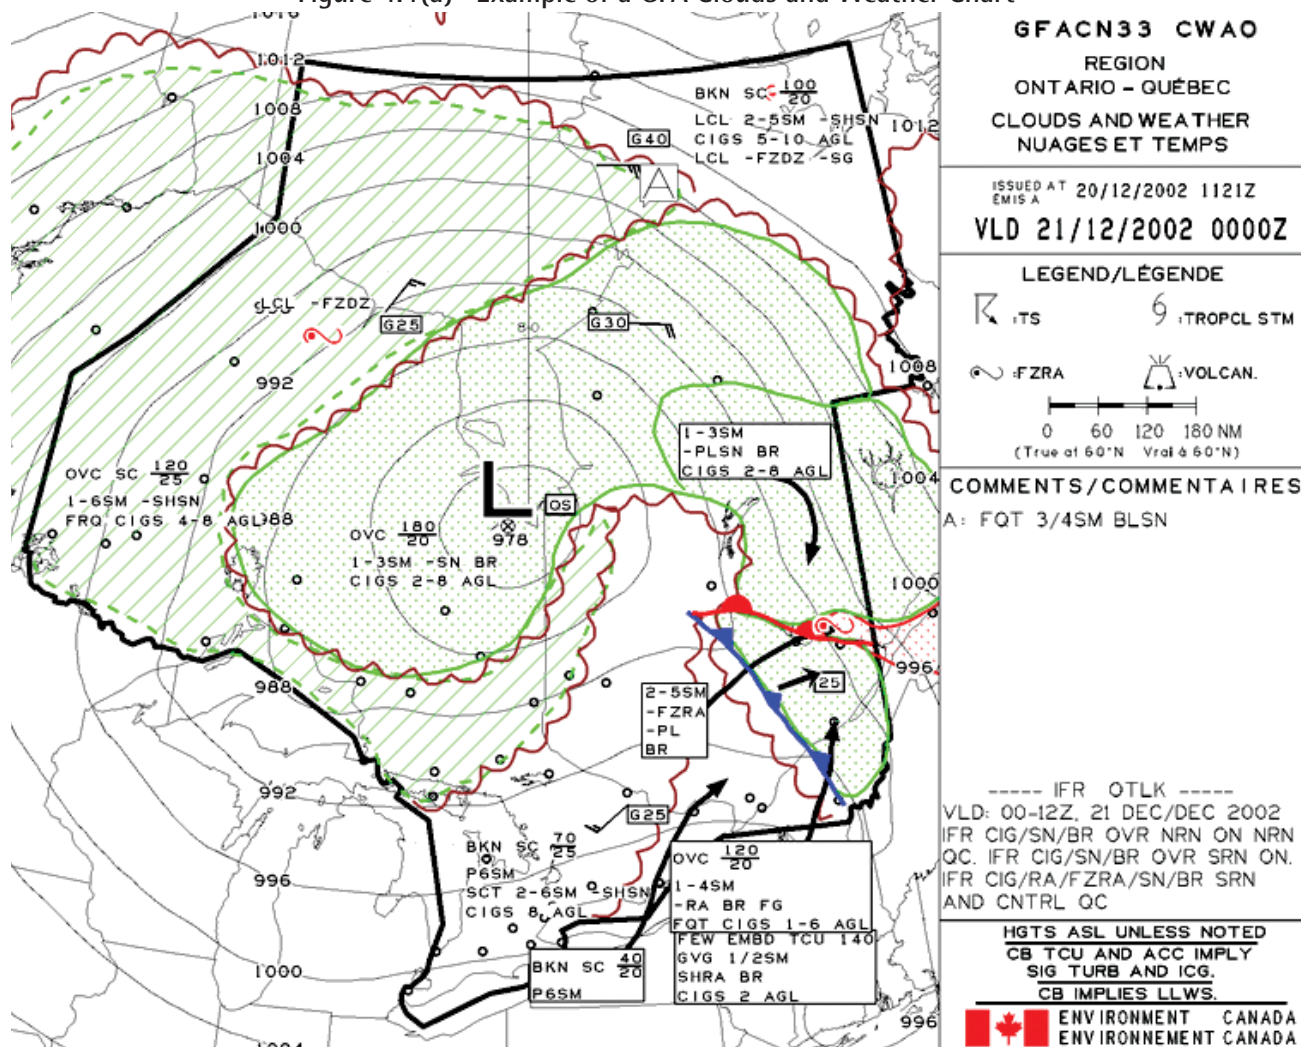 Figure 4.1(a) - Example of a GFA Clouds and Weather Chart
1016
1012
1008
1004
1000
996
992
988
BKN SC 100
20
LCL 2-5SM -SHSN
CIGS 5-10 AGL
LCL -FZDZ -SG
1012
G40
A
LCL -FZDZ
G25
80
G30
1008
1-3SM
-PLSN BR
CIGS 2-8 AGL
1004
OVC SC 120
25
1-6SM -SHSN
FRQ CIGS 4-8 AGL
L
QS
978
OVC 180
20
1-3SM -SN BR
CIGS 2-8 AGL
1000
996
25
988
2-5SM
-FZRA
-PL
BR
992
G25
BKN SC 70
25
P6SM
SCT 2-6SM -SHSN
CIGS 8 AGL
996
OVC 120
20
1-4SM
-RA BR FG
FQT CIGS 1-6 AGL
FEW EMBD TCU 140
GVG 1/2SM
SHRA BR
CIGS 2 AGL
BKN SC 40
20
P6SM
1000
996
1004
GFACN33 CWAO
REGION
ONTARIO - QUÉBEC
CLOUDS AND WEATHER
NUAGES ET TEMPS
ISSUED AT
ÉMIS À
20/12/2002 1121Z
VLD 21/12/2002 0000Z
LEGEND/LÉGENDE
:TS
:TROPCL STM
:FZRA
:VOLCAN.
0 60 120 180 NM
(True at 60°N Vrai à 60°N)
COMMENTS/COMMENTAIRES
A: FQT 3/4SM BLSN
----- IFR OTLK -----
VLD: 00-12Z, 21 DEC/DEC 2002
IFR CIG/SN/BR OVR NRN ON NRN
QC. IFR CIG/SN/BR OVR SRN ON.
IFR CIG/RA/FZRA/SN/BR SRN
AND CNTRL QC
HGTS ASL UNLESS NOTED
CB TCU AND ACC IMPLY
SIG TURB AND ICG.
CB IMPLIES LLWS.
ENVIRONMENT CANADA
ENVIRONNEMENT CANADA